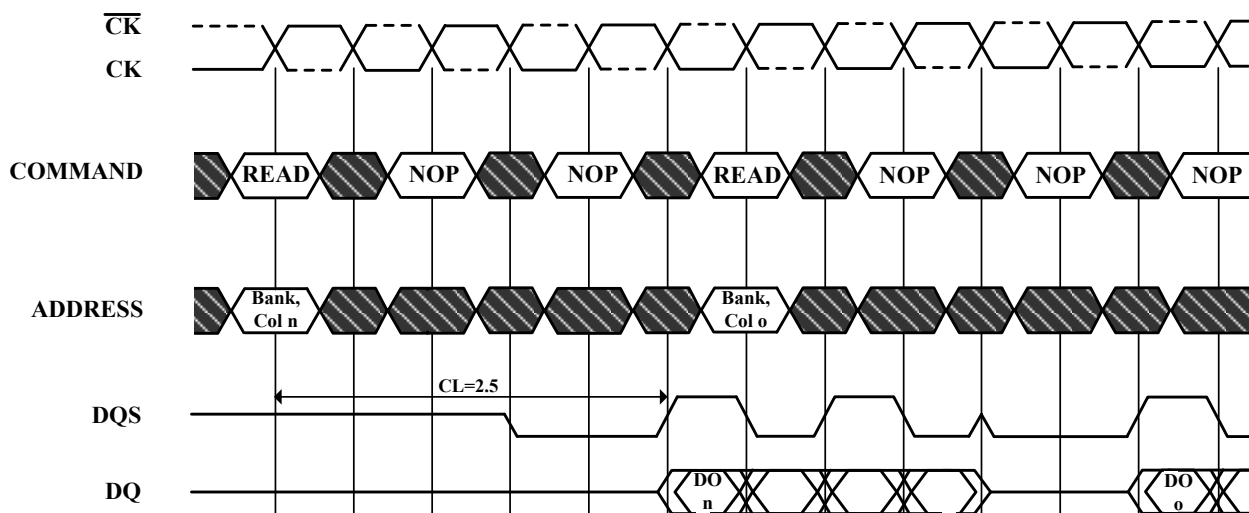 C̅K̅
CK
COMMAND
READ
NOP
NOP
READ
NOP
NOP
NOP
ADDRESS
Bank,
Col n
Bank,
Col o
CL=2.5
DQS
DQ
DO
n
DO
o